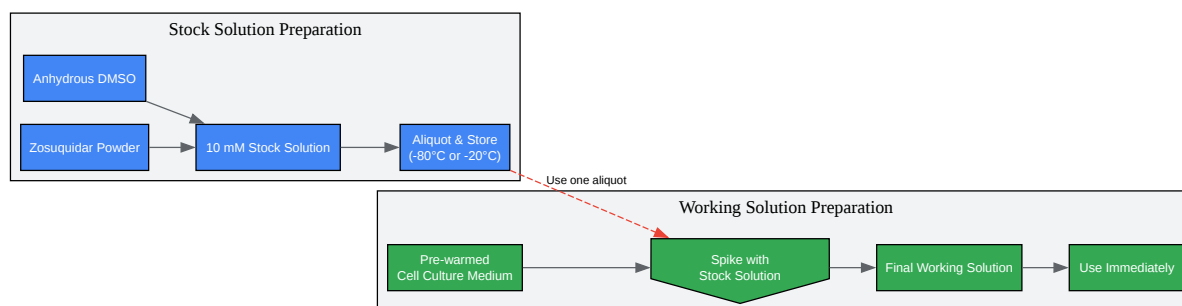 Stock Solution Preparation
Anhydrous DMSO
Zosuquidar Powder
10 mM Stock Solution
Aliquot & Store
(-80°C or -20°C)
Use one aliquot
Working Solution Preparation
Pre-warmed
Cell Culture Medium
Spike with
Stock Solution
Final Working Solution
Use Immediately